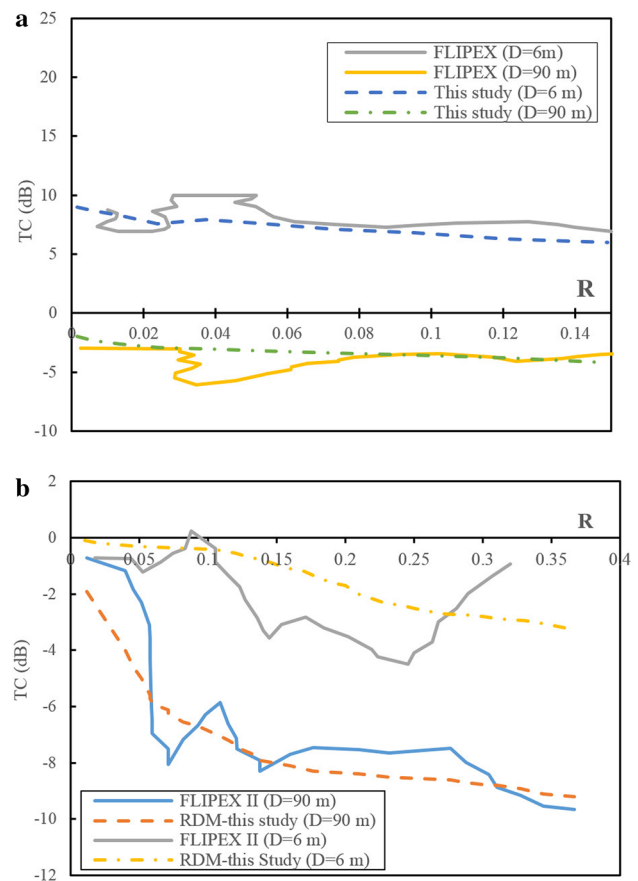 a
25
20
15
10
5
0
-5
-10
TC (dB)
FLIPEX (D=6m)
FLIPEX (D=90 m)
This study (D=6 m)
This study (D=90 m)
R
0 0.02 0.04 0.06 0.08 0.1 0.12 0.14
b
2
0
-2
-4
-6
-8
-10
-12
TC (dB)
R
0 0.05 0.1 0.15 0.2 0.25 0.3 0.35 0.4
FLIPEX II (D=90 m)
RDM-this study (D=90 m)
FLIPEX II (D=6 m)
RDM-this Study (D=6 m)